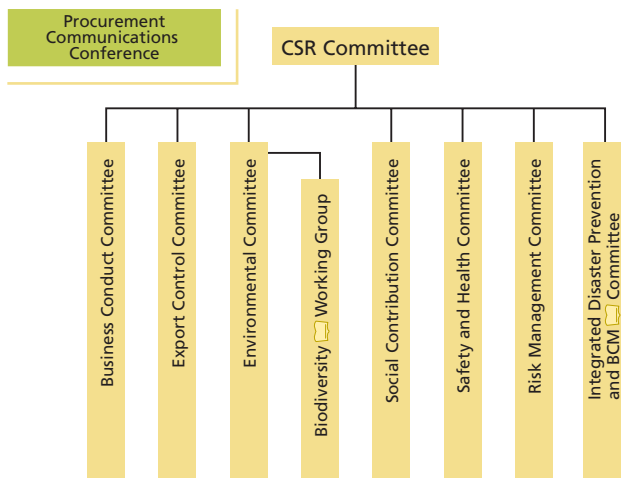 Procurement
Communications
Conference
CSR Committee
Business Conduct Committee
Export Control Committee
Environmental Committee
Biodiversity Working Group
Social Contribution Committee
Safety and Health Committee
Risk Management Committee
Integrated Disaster Prevention
and BCM Committee